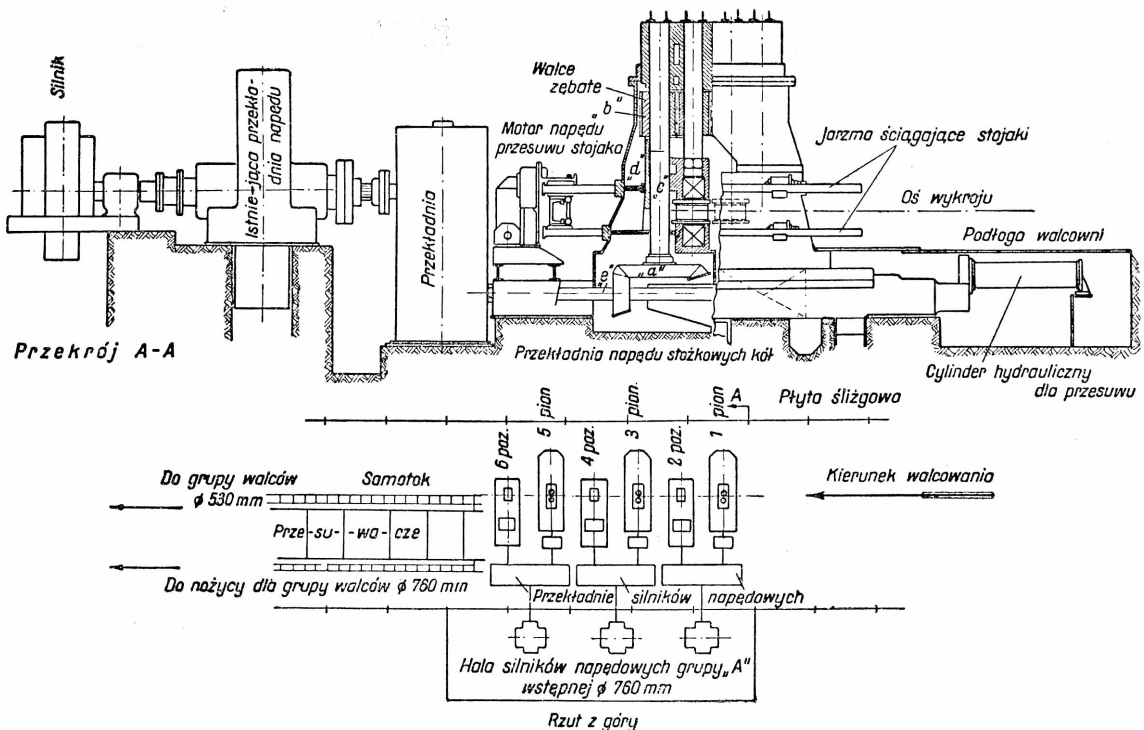 Silnik
Istnie-jąca przekła-
dnia napędu
Przekładnia
Motor napędu
przesuwu stojaka
Walce
zębate
„b"
„d"
„c"
„a"
„e"
Jarzmo ściągające stojaki
Oś wykroju
Podłoga walcowni
Przekrój A-A
Przekładnia napędu stożkowych kół
Cylinder hydrauliczny
dla przesuwu
Płyta ślizgowa
6 poz.
5 pion
4 poz.
3 pion.
2 poz.
1 pion
A
Do grupy walców
ϕ 530 mm
Samotok
Kierunek walcowania
Prze-su-wa-cze
Do nożycy dla grupy walców ϕ 760 mm
Przekładnie silników napędowych
Hala silników napędowych grupy „A"
wstępnej ϕ 760 mm
Rzut z góry